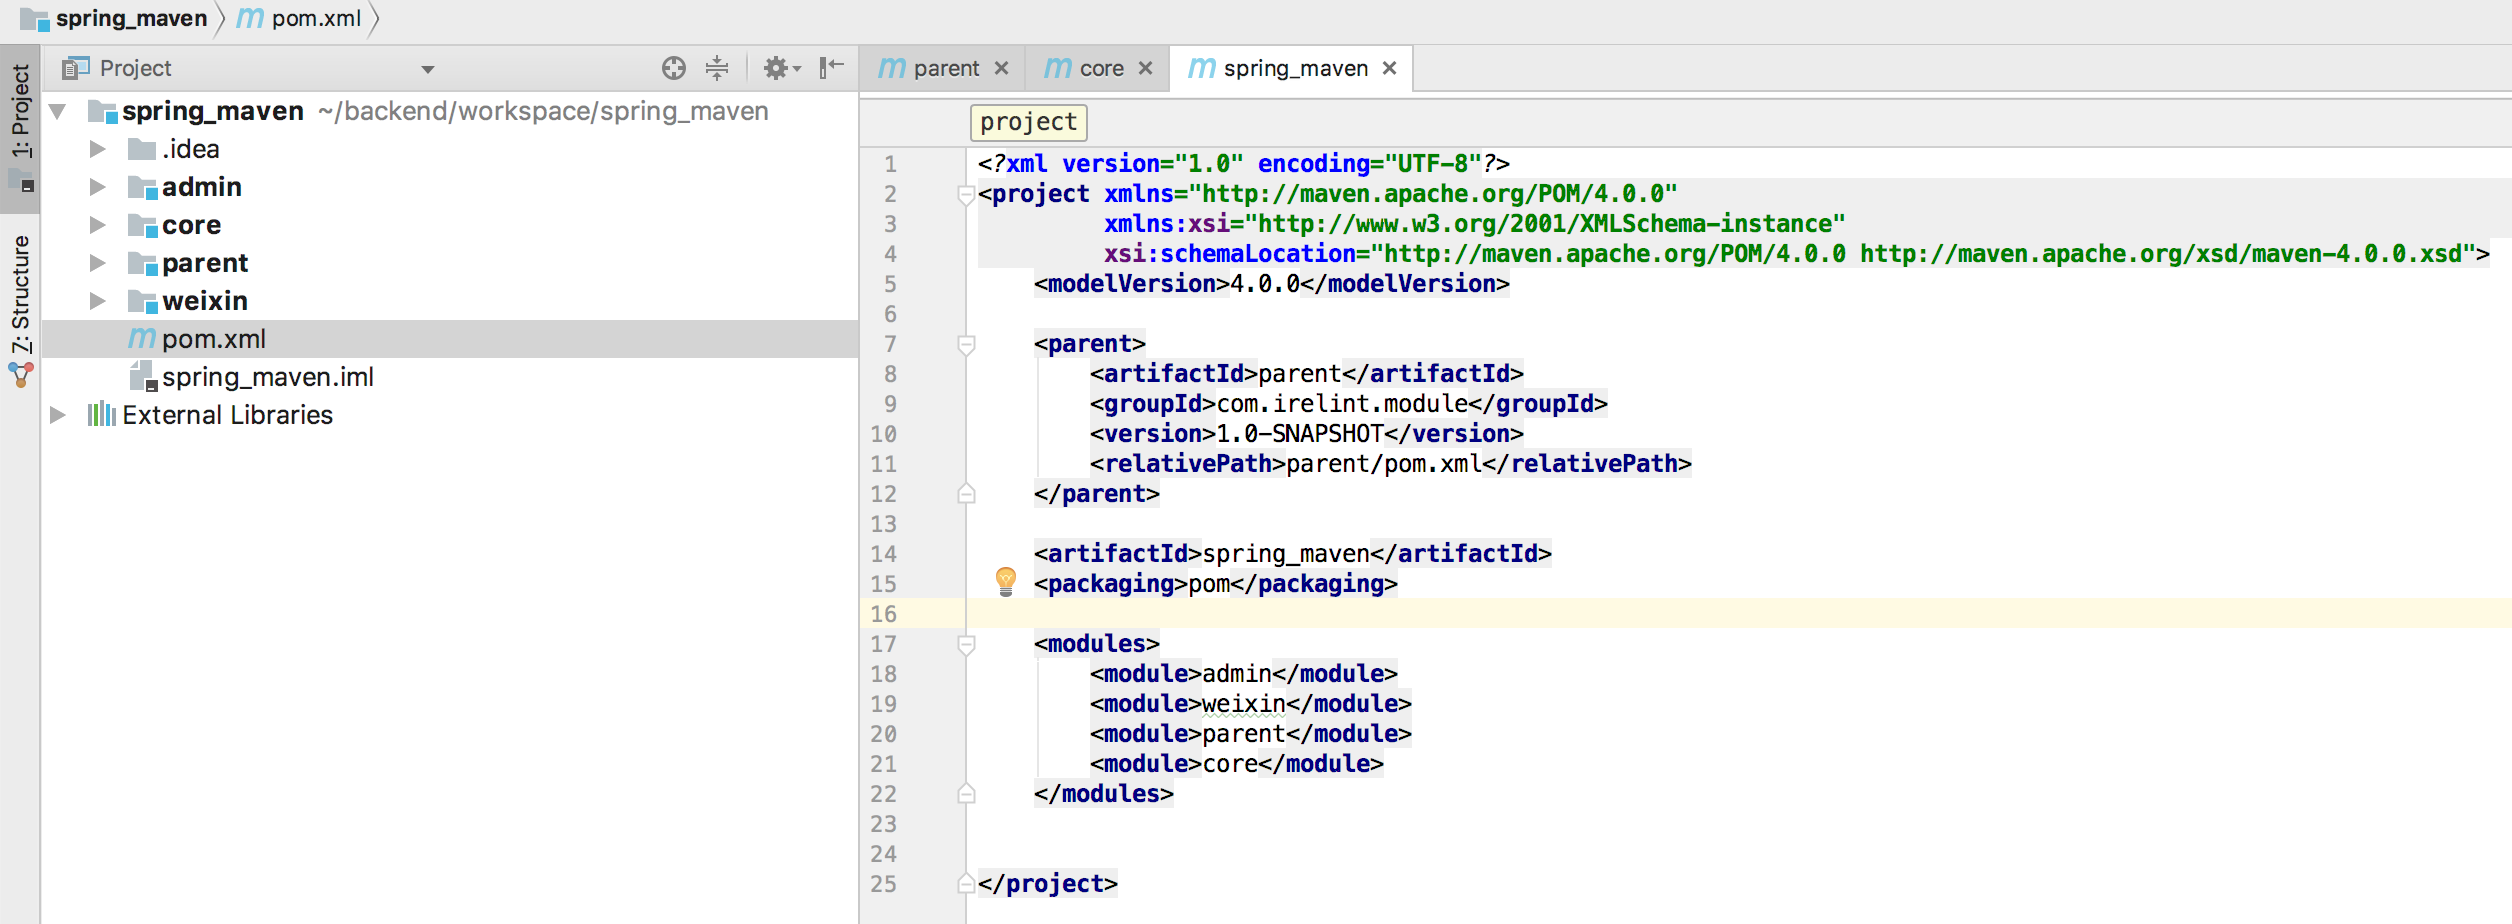 spring_maven pom.xml
1: Project
7: Structure
Project
spring_maven ~/backend/workspace/spring_maven
.idea
admin
core
parent
weixin
pom.xml
spring_maven.iml
External Libraries
parent core spring_maven
project
1 <?xml version="1.0" encoding="UTF-8"?>
2 <project xmlns="http://maven.apache.org/POM/4.0.0"
3 xmlns:xsi="http://www.w3.org/2001/XMLSchema-instance"
4 xsi:schemaLocation="http://maven.apache.org/POM/4.0.0 http://maven.apache.org/xsd/maven-4.0.0.xsd">
5 <modelVersion>4.0.0</modelVersion>
6
7 <parent>
8 <artifactId>parent</artifactId>
9 <groupId>com.irelint.module</groupId>
10 <version>1.0-SNAPSHOT</version>
11 <relativePath>parent/pom.xml</relativePath>
12 </parent>
13
14 <artifactId>spring_maven</artifactId>
15 <packaging>pom</packaging>
16
17 <modules>
18 <module>admin</module>
19 <module>weixin</module>
20 <module>parent</module>
21 <module>core</module>
22 </modules>
23
24
25 </project>